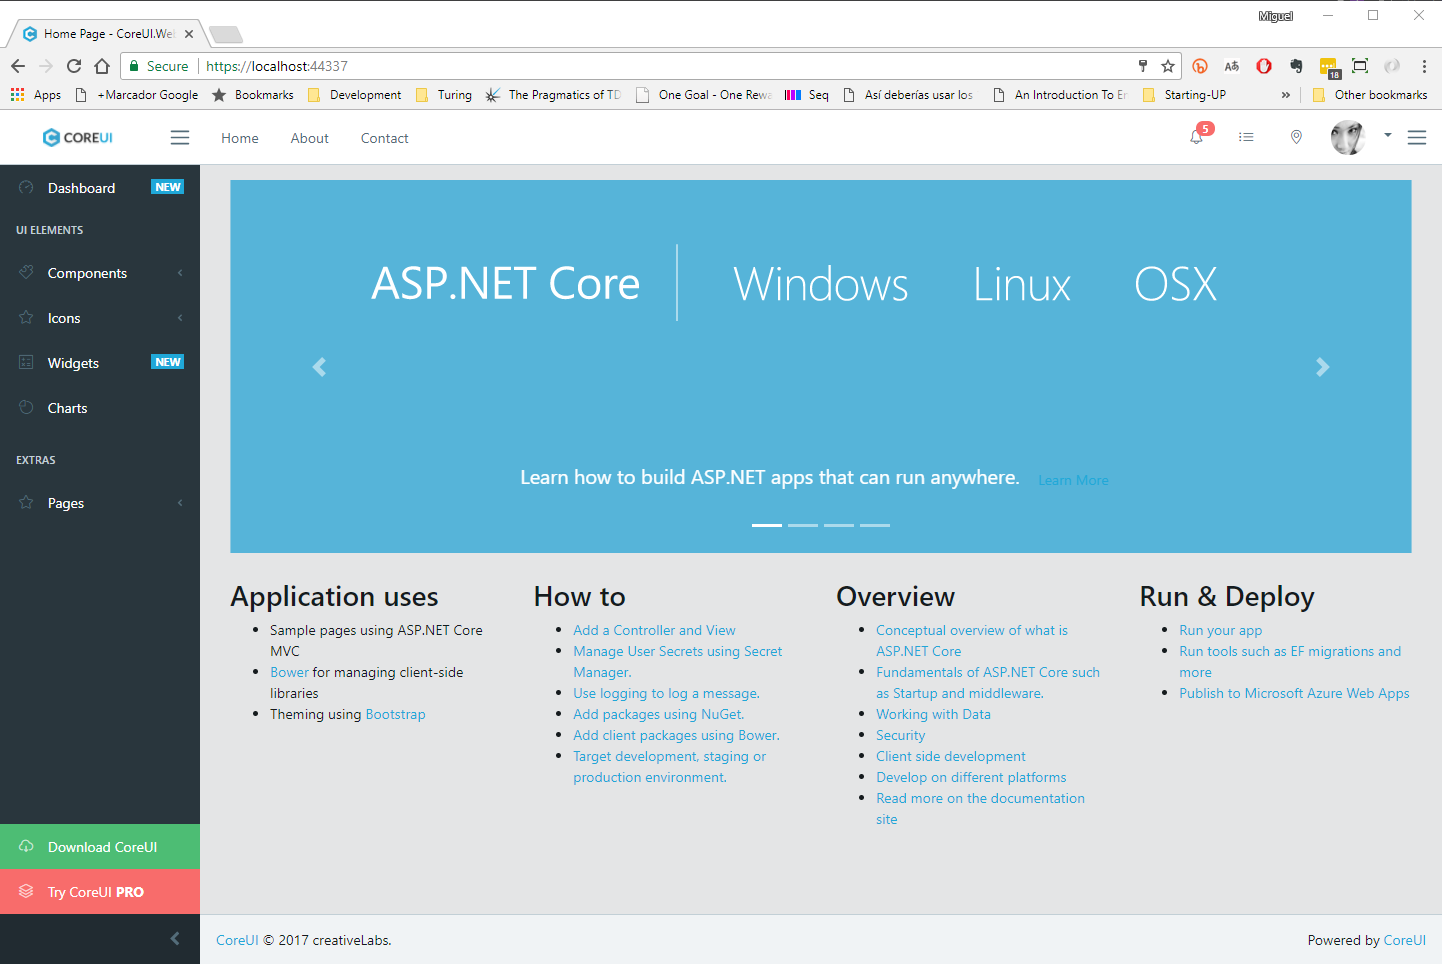 Miguel
Home Page - CoreUI.We
Secure https://localhost:44337
18
Apps +Marcador Google Bookmarks Development Turing The Pragmatics of TD One Goal - One Rewa Seq Así deberías usar los An Introduction To Er Starting-UP » Other bookmarks
COREUI Home About Contact 5
Dashboard NEW
UI ELEMENTS
Components
Icons
Widgets NEW
Charts
EXTRAS
Pages
Download CoreUI
Try CoreUI PRO
ASP.NET Core Windows Linux OSX
Learn how to build ASP.NET apps that can run anywhere. Learn More
Application uses
Sample pages using ASP.NET Core
MVC
Bower for managing client-side
libraries
Theming using Bootstrap
How to
Add a Controller and View
Manage User Secrets using Secret
Manager.
Use logging to log a message.
Add packages using NuGet.
Add client packages using Bower.
Target development, staging or
production environment.
Overview
Conceptual overview of what is
ASP.NET Core
Fundamentals of ASP.NET Core such
as Startup and middleware.
Working with Data
Security
Client side development
Develop on different platforms
Read more on the documentation
site
Run & Deploy
Run your app
Run tools such as EF migrations and
more
Publish to Microsoft Azure Web Apps
CoreUI © 2017 creativeLabs.
Powered by CoreUI